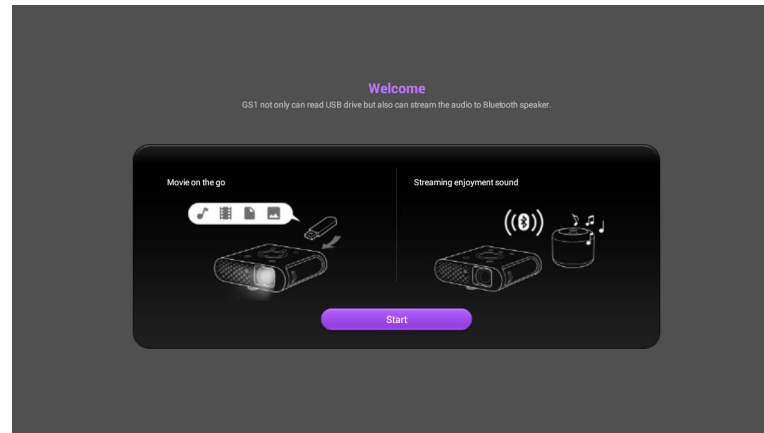 Welcome
GS1 not only can read USB drive but also can stream the audio to Bluetooth speaker.
Movie on the go
Streaming enjoyment sound
Start